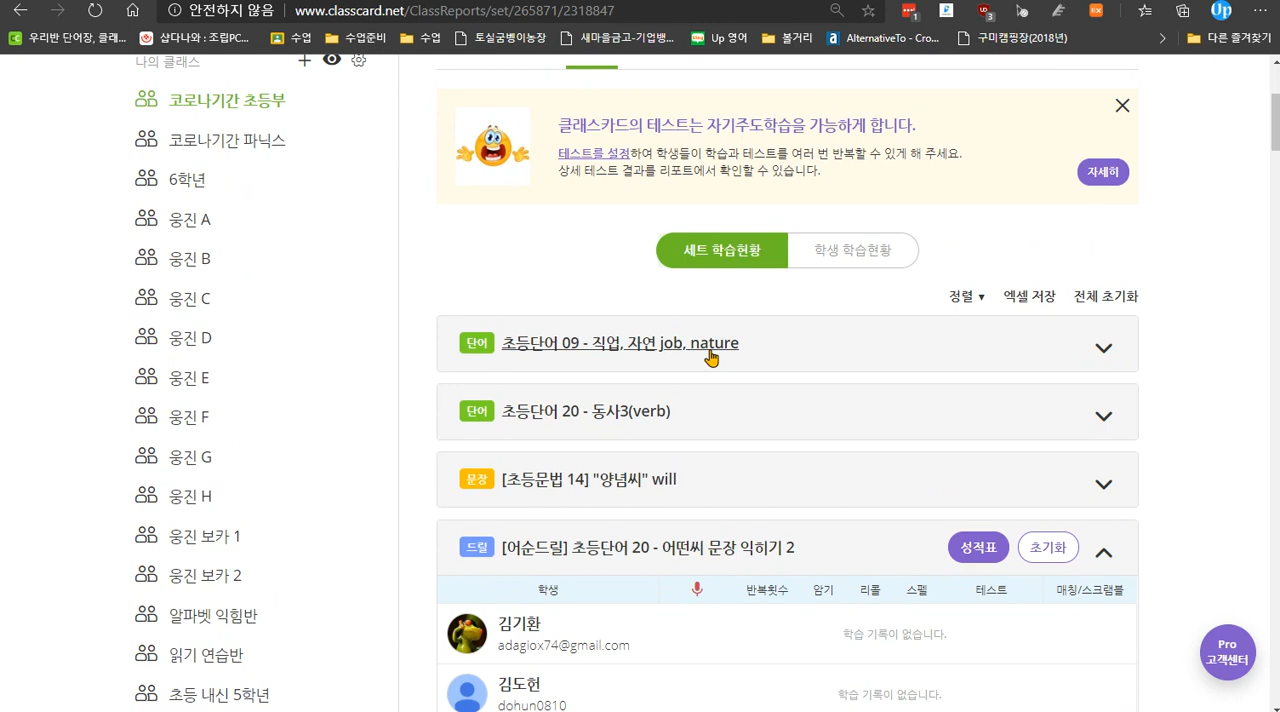 안전하지 않음
www.classcard.net/ClassReports/set/265871/2318847
1
3
Up
우리반 단어장, 클래...
샵다나와 : 조립PC...
수업
수업준비
수업
토실금병아농장
새마을금고-기업뱅...
Up 영어
볼거리
AlternativeTo - Cro...
구미캠핑장(2018년)
다른 즐겨찾기
나의 클래스
코로나기간 초등부
코로나기간 파닉스
6학년
웅진 A
웅진 B
웅진 C
웅진 D
웅진 E
웅진 F
웅진 G
웅진 H
웅진 보카 1
웅진 보카 2
알파벳 익힘반
읽기 연습반
초등 내신 5학년
클래스카드의 테스트는 자기주도학습을 가능하게 합니다.
테스트를 설정하여 학생들이 학습과 테스트를 여러 번 반복할 수 있게 해 주세요.
상세 테스트 결과를 리포트에서 확인할 수 있습니다.
자세히
세트 학습현황
학생 학습현황
정렬 ▼ 엑셀 저장 전체 초기화
단어 초등단어 09 - 직업, 자연 job, nature
단어 초등단어 20 - 동사3(verb)
문장 [초등문법 14] "양념씨" will
드릴 [어순드릴] 초등단어 20 - 어떤씨 문장 익히기 2 성적표 초기화
학생 반복횟수 암기 리콜 스펠 테스트 매칭/스크램블
김기환
adagiox74@gmail.com
학습 기록이 없습니다.
김도헌
dohun0810
학습 기록이 없습니다.
Pro
고객센터